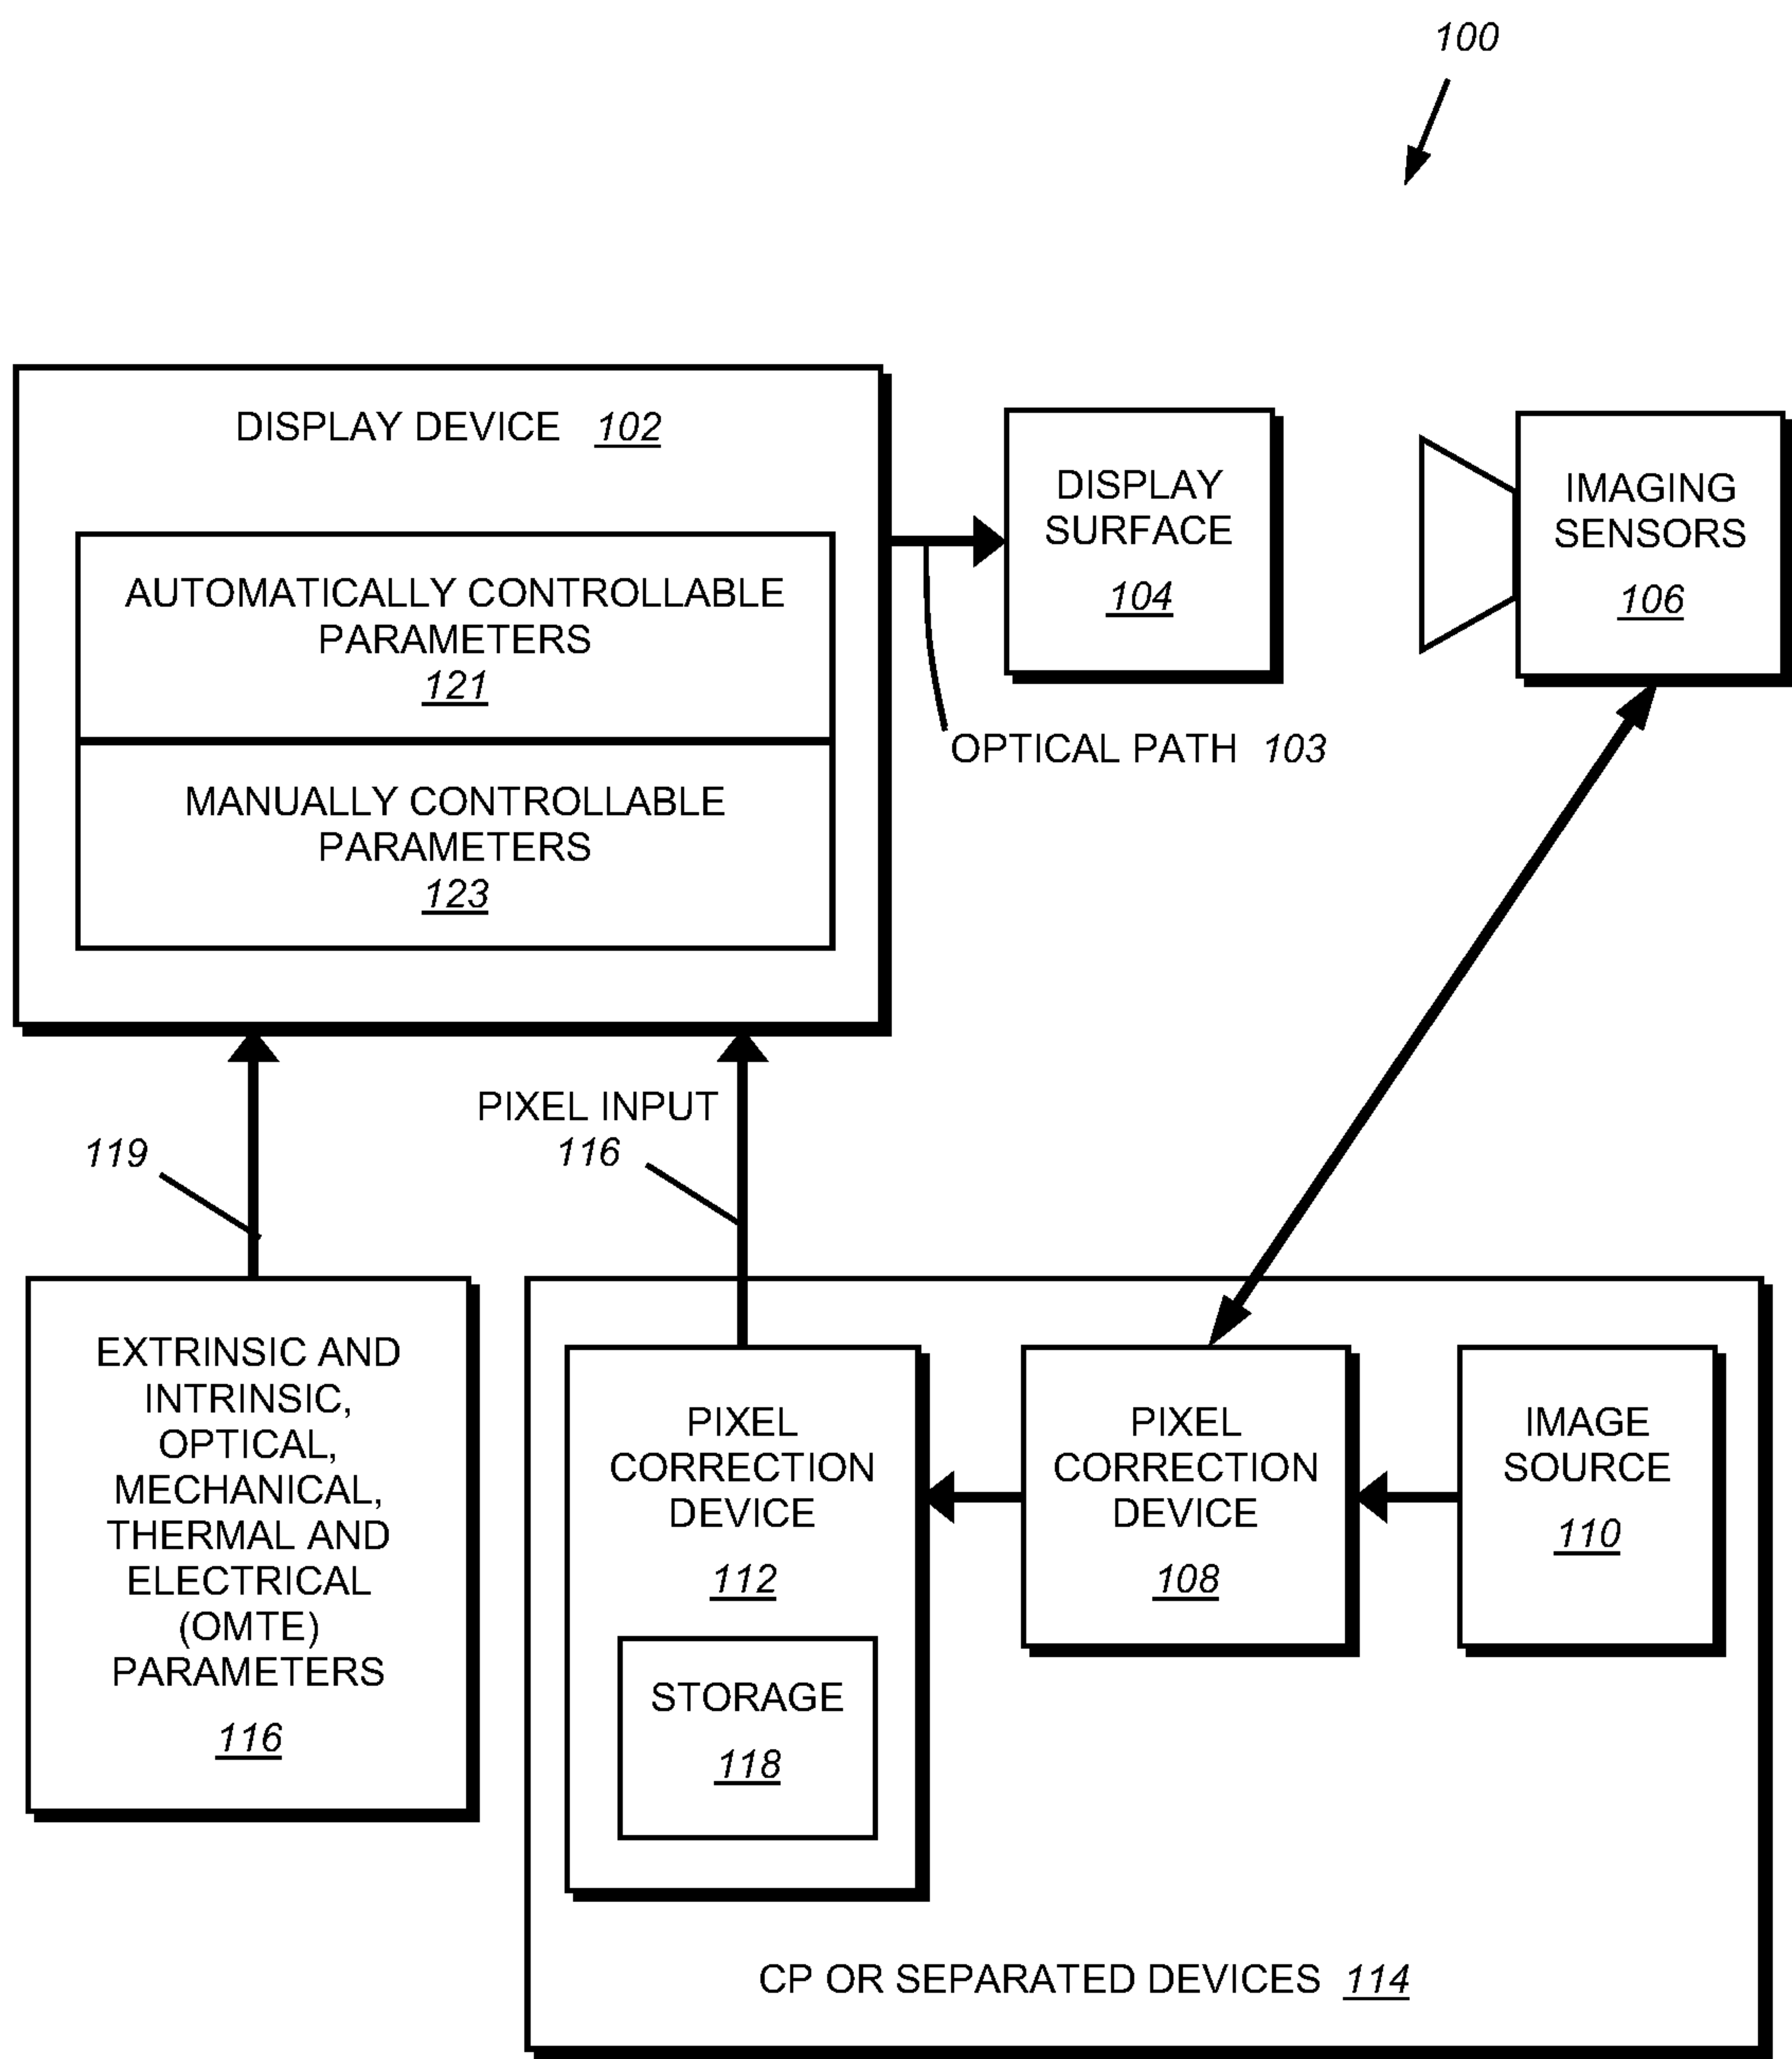 100
DISPLAY DEVICE 102
AUTOMATICALLY CONTROLLABLE
PARAMETERS
121
MANUALLY CONTROLLABLE
PARAMETERS
123
DISPLAY
SURFACE
104
OPTICAL PATH 103
IMAGING
SENSORS
106
119
PIXEL INPUT
116
EXTRINSIC AND
INTRINSIC,
OPTICAL,
MECHANICAL,
THERMAL AND
ELECTRICAL
(OMTE)
PARAMETERS
116
PIXEL
CORRECTION
DEVICE
112
STORAGE
118
PIXEL
CORRECTION
DEVICE
108
IMAGE
SOURCE
110
CP OR SEPARATED DEVICES 114